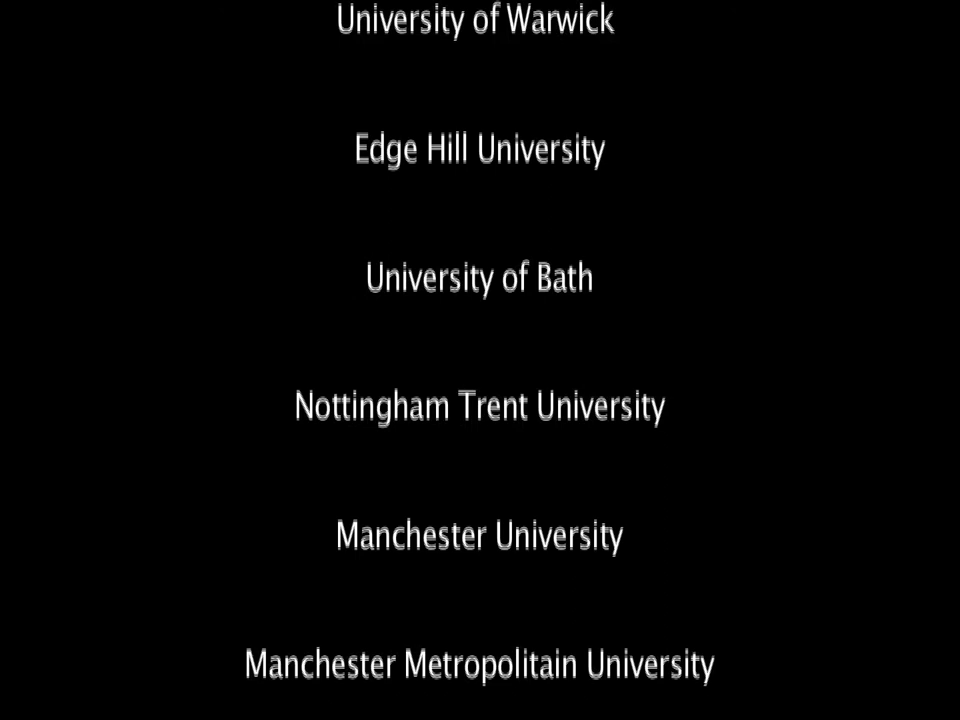 University of Warwick
Edge Hill University
University of Bath
Nottingham Trent University
Manchester University
Manchester Metropolitain University